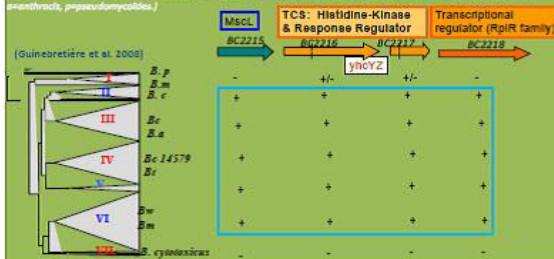 a=anthracis, p=pseudomycoides.)
MscL
TCS: Histidine-Kinase
& Response Regulator
Transcriptional
regulator (RpiR family)
(Guinebretière et al. 2008)
BC2215
BC2216
BC2217
BC2218
yhcYZ
I
B. p
- +/- +/- -
B.m
II
B. c
+ + + +
III
Bc
B.a
+ + + +
IV
Bc 14579
Bt
+ + + +
V
+ + + +
VI
Bw
Bm
+ + + +
VII
B. cytotoxicus
- - - -